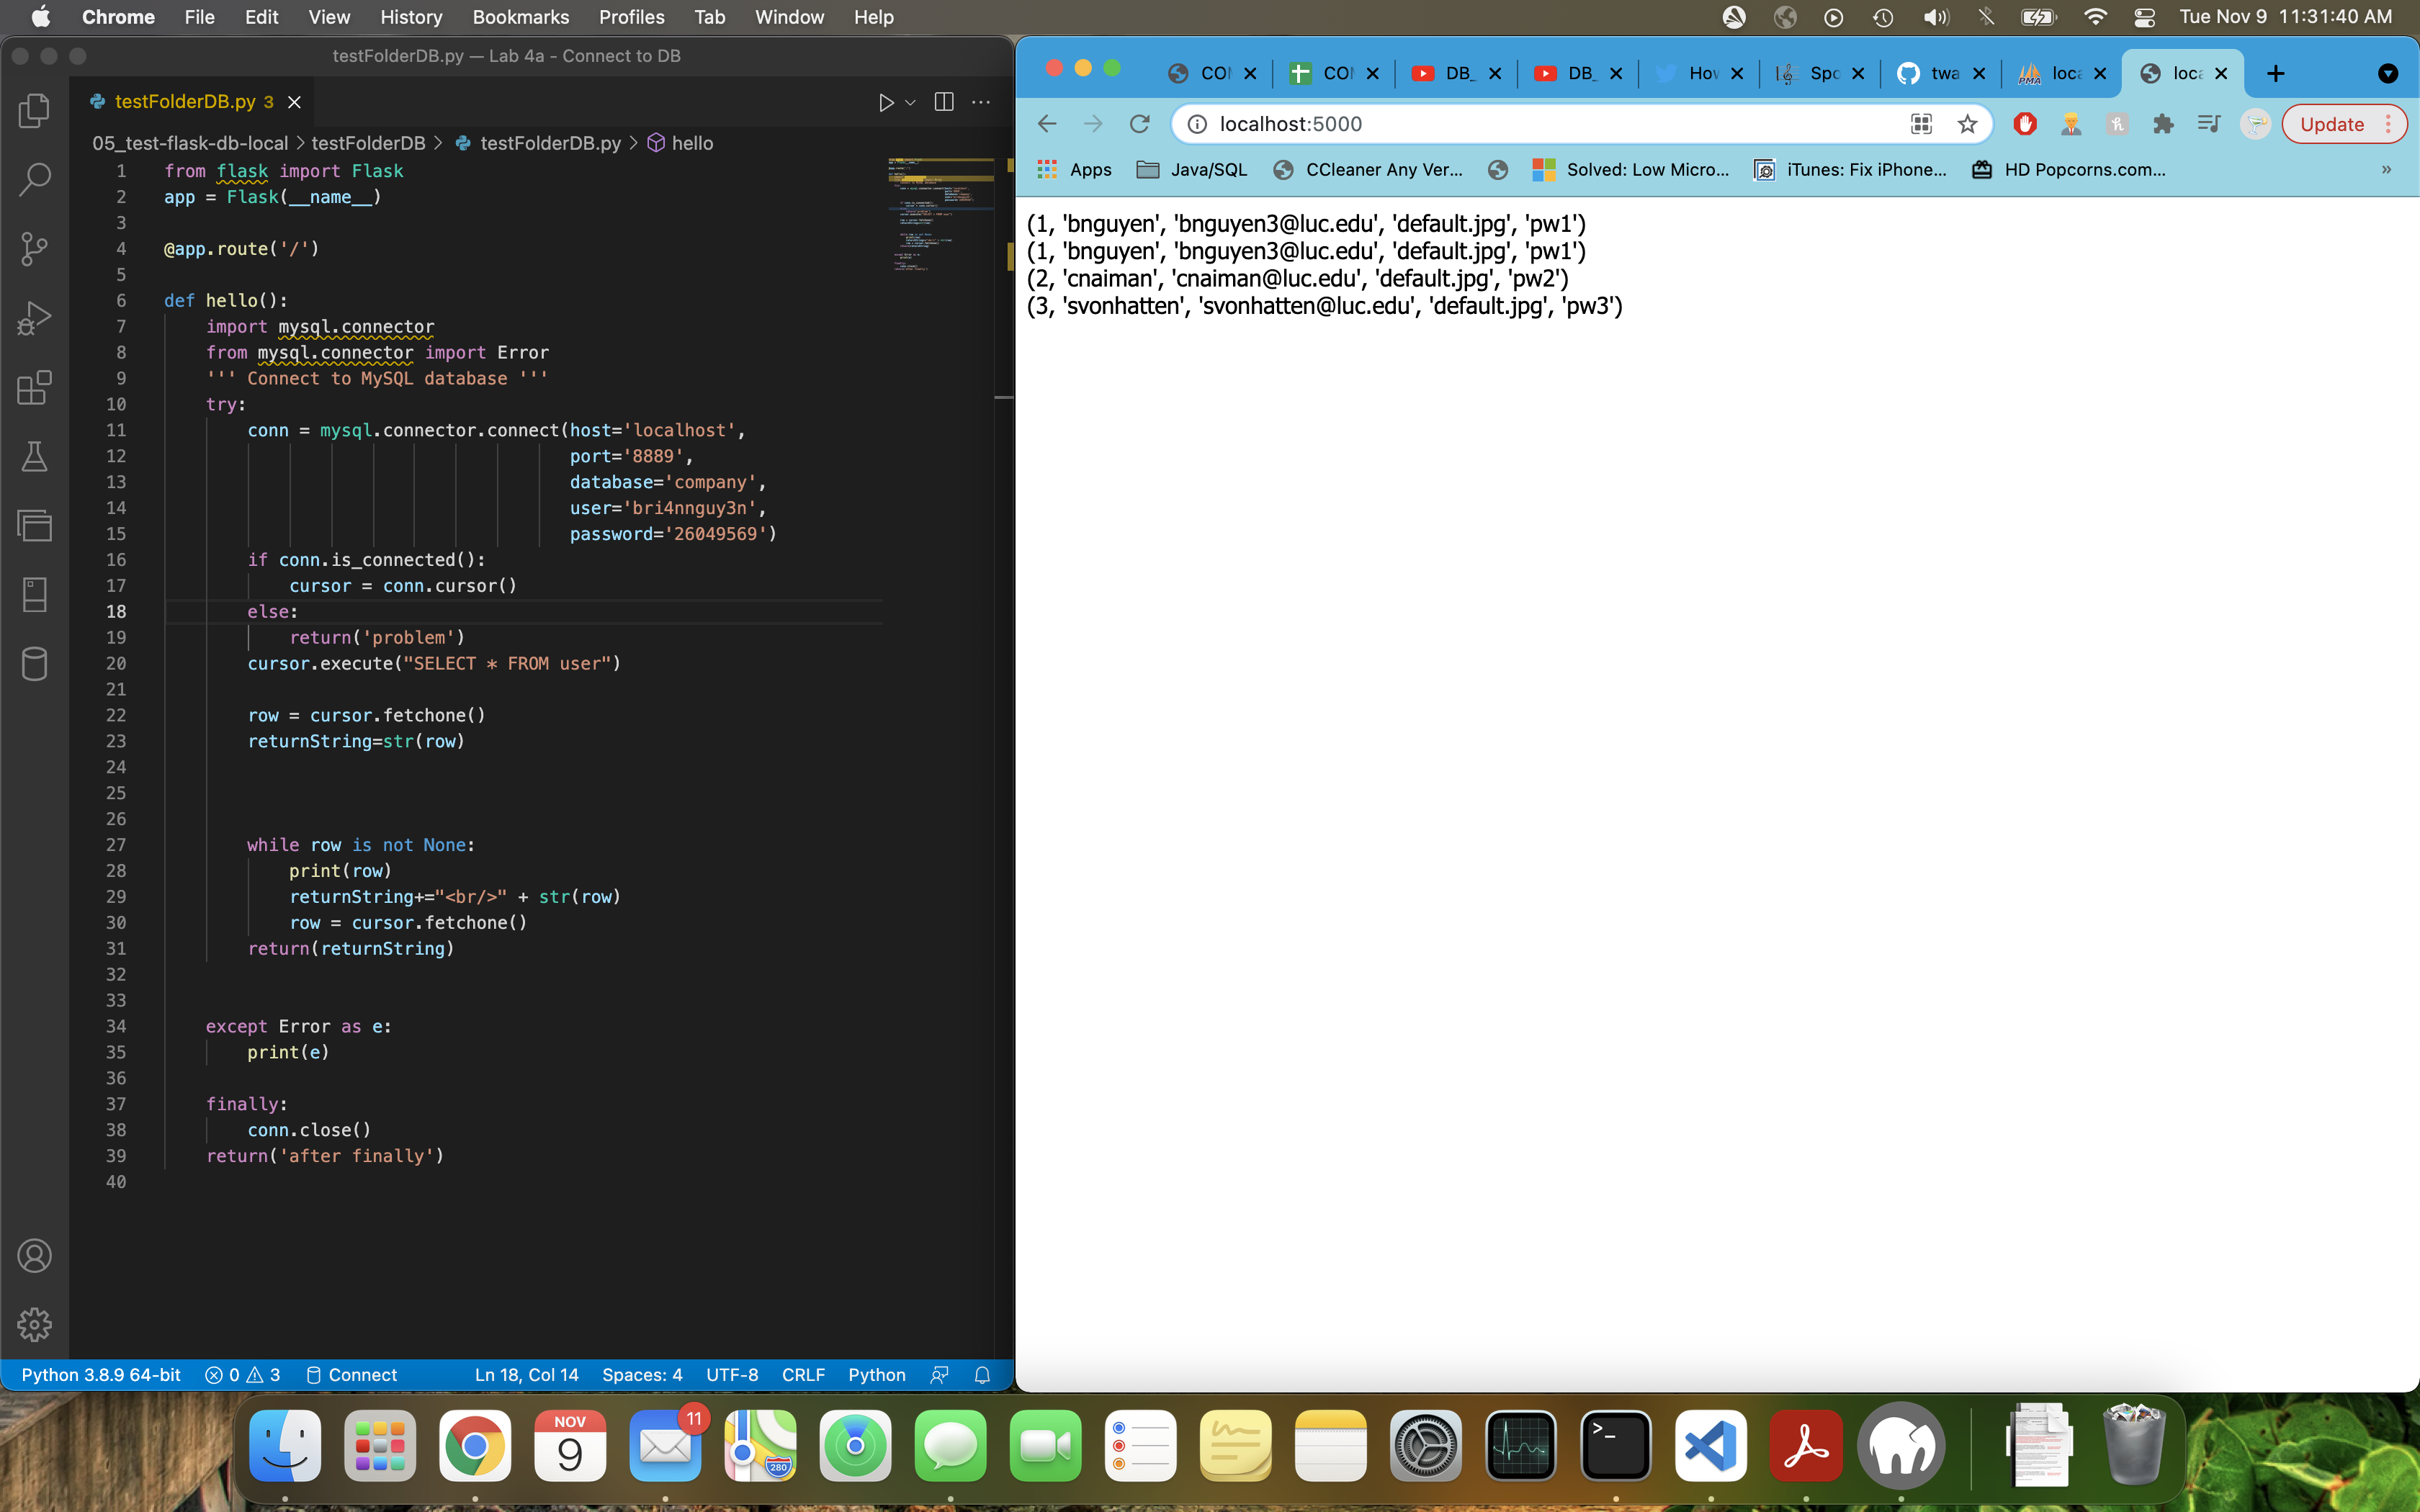 Chrome File Edit View History Bookmarks Profiles Tab Window Help Tue Nov 9 11:31:40 AM
testFolderDB.py — Lab 4a - Connect to DB
testFolderDB.py 3
05_test-flask-db-local > testFolderDB > testFolderDB.py > hello
1 from flask import Flask
2 app = Flask(__name__)
3
4 @app.route('/')
5
6 def hello():
7 import mysql.connector
8 from mysql.connector import Error
9 ''' Connect to MySQL database '''
10 try:
11 conn = mysql.connector.connect(host='localhost',
12 port='8889',
13 database='company',
14 user='bri4nnguy3n',
15 password='26049569')
16 if conn.is_connected():
17 cursor = conn.cursor()
18 else:
19 return('problem')
20 cursor.execute("SELECT * FROM user")
21
22 row = cursor.fetchone()
23 returnString=str(row)
24
25
26
27 while row is not None:
28 print(row)
29 returnString+="<br/>" + str(row)
30 row = cursor.fetchone()
31 return(returnString)
32
33
34 except Error as e:
35 print(e)
36
37 finally:
38 conn.close()
39 return('after finally')
40
Python 3.8.9 64-bit 0 3 Connect Ln 18, Col 14 Spaces: 4 UTF-8 CRLF Python
COM COM DB_ DB_ How Spo twa loca loca
PMA
localhost:5000 Update
Apps Java/SQL CCleaner Any Ver... Solved: Low Micro... iTunes: Fix iPhone... HD Popcorns.com... »
(1, 'bnguyen', 'bnguyen3@luc.edu', 'default.jpg', 'pw1')
(1, 'bnguyen', 'bnguyen3@luc.edu', 'default.jpg', 'pw1')
(2, 'cnaiman', 'cnaiman@luc.edu', 'default.jpg', 'pw2')
(3, 'svonhatten', 'svonhatten@luc.edu', 'default.jpg', 'pw3')
NOV
9
11
280